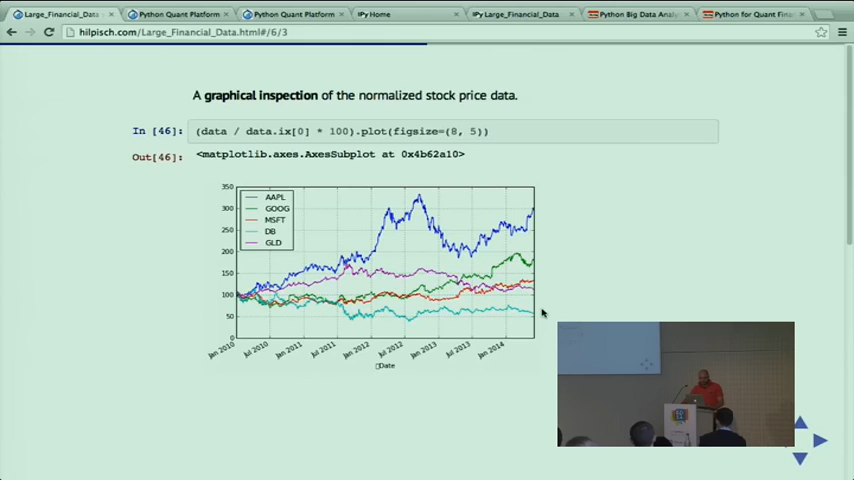 Large_Financial_Data_
Python Quant Platform
Python Quant Platform
IPy Home
IPy Large_Financial_Data
Python Big Data Analy
Python for Quant Finan
hilpisch.com/Large_Financial_Data.html#/6/3
A graphical inspection of the normalized stock price data.
In [46]: (data / data.ix[0] * 100).plot(figsize=(8, 5))
Out[46]: <matplotlib.axes.AxesSubplot at 0x4b62a10>
350
300
250
200
150
100
50
0
AAPL
GOOG
MSFT
DB
GLD
Jan 2010
Jul 2010
Jan 2011
Jul 2011
Jan 2012
Jul 2012
Jan 2013
Jul 2013
Jan 2014
Date